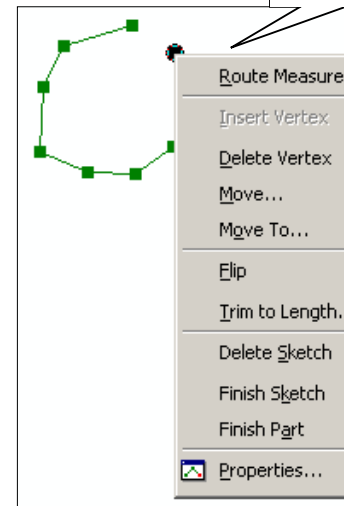 Route Measure
Insert Vertex
Delete Vertex
Move...
Move To...
Flip
Trim to Length.
Delete Sketch
Finish Sketch
Finish Part
Properties...